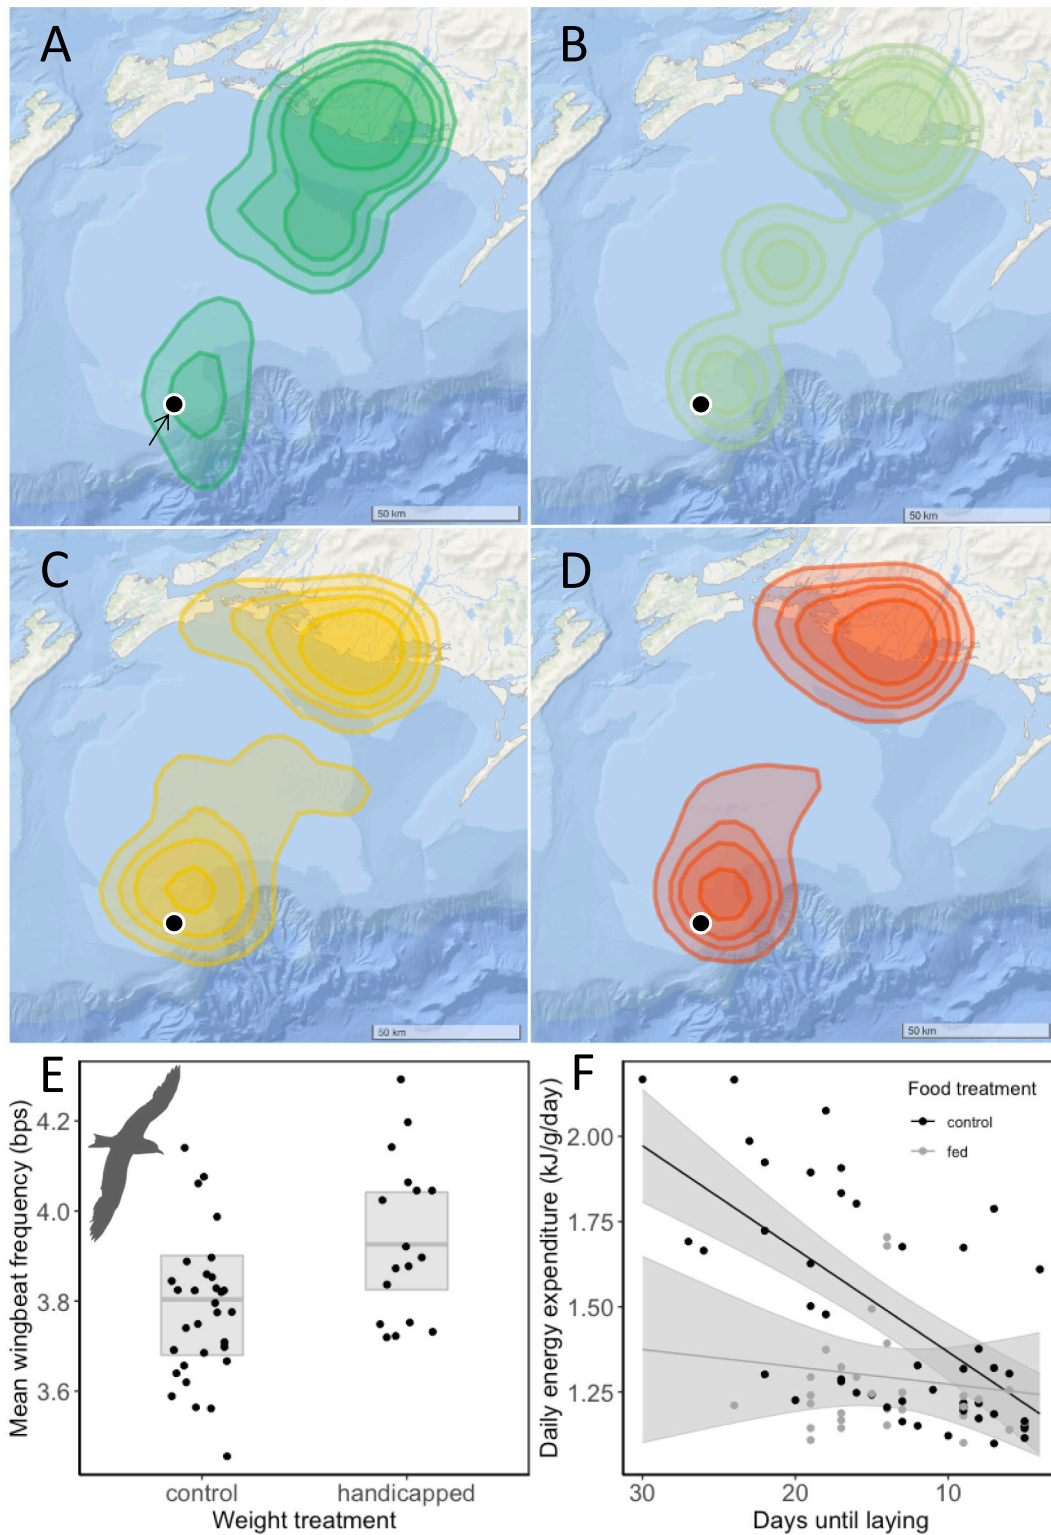 A
B
50 km
50 km
C
D
50 km
50 km
E
Mean wingbeat frequency (bps)
4.2
4.0
3.8
3.6
control
handicapped
Weight treatment
F
Daily energy expenditure (kJ/g/day)
2.00
1.75
1.50
1.25
Food treatment
control
fed
30
20
10
Days until laying